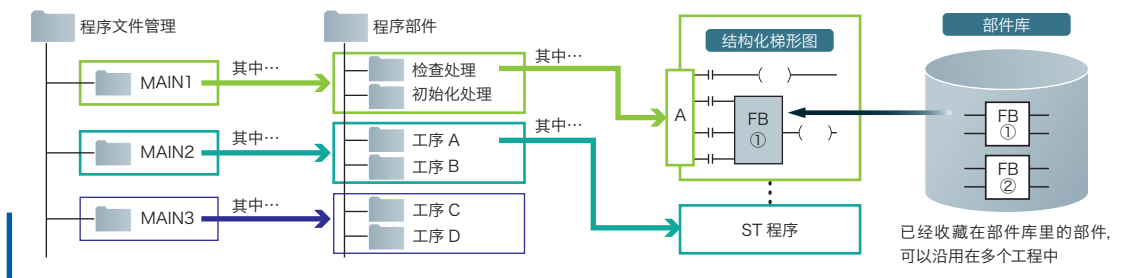 程序文件管理
MAIN1
其中…
MAIN2
其中…
MAIN3
其中…
程序部件
检查处理
初始化处理
其中…
工序 A
工序 B
其中…
工序 C
工序 D
结构化梯形图
A
FB
①
ST 程序
部件库
FB
①
FB
②
已经收藏在部件库里的部件,
可以沿用在多个工程中